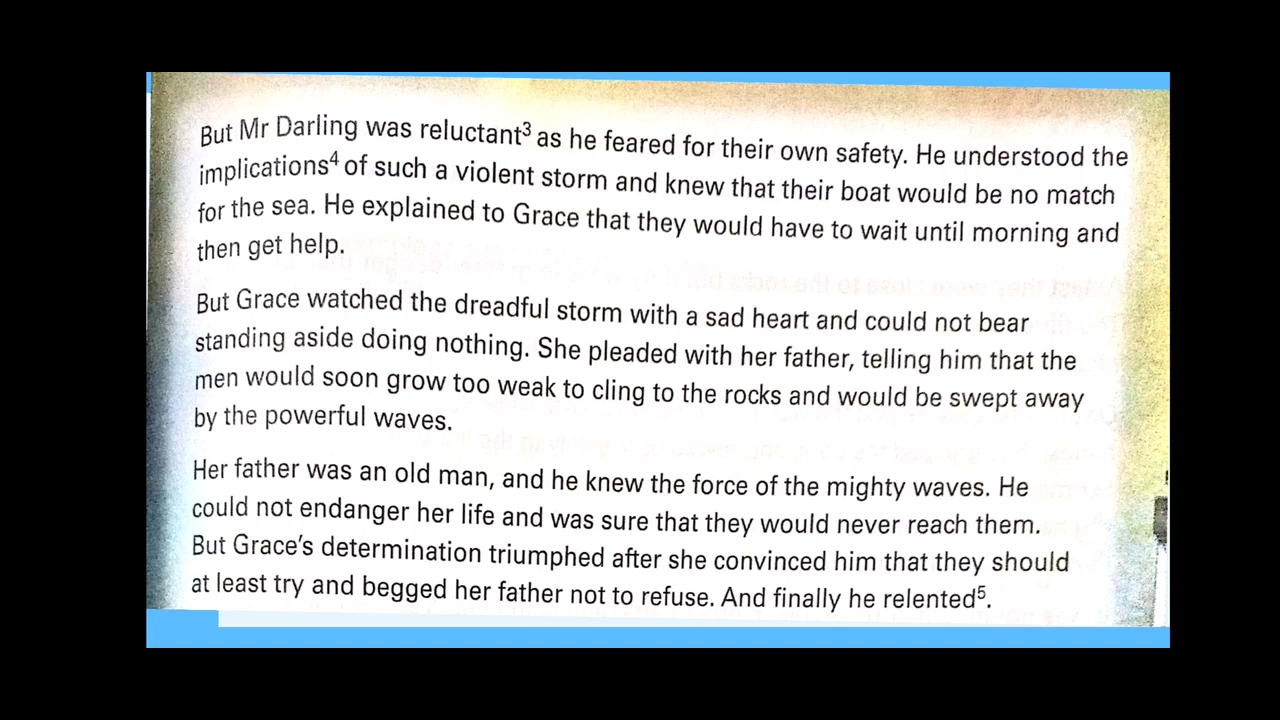 But Mr Darling was reluctant³ as he feared for their own safety. He understood the
implications⁴ of such a violent storm and knew that their boat would be no match
for the sea. He explained to Grace that they would have to wait until morning and
then get help.
But Grace watched the dreadful storm with a sad heart and could not bear
standing aside doing nothing. She pleaded with her father, telling him that the
men would soon grow too weak to cling to the rocks and would be swept away
by the powerful waves.
Her father was an old man, and he knew the force of the mighty waves. He
could not endanger her life and was sure that they would never reach them.
But Grace’s determination triumphed after she convinced him that they should
at least try and begged her father not to refuse. And finally he relented⁵.